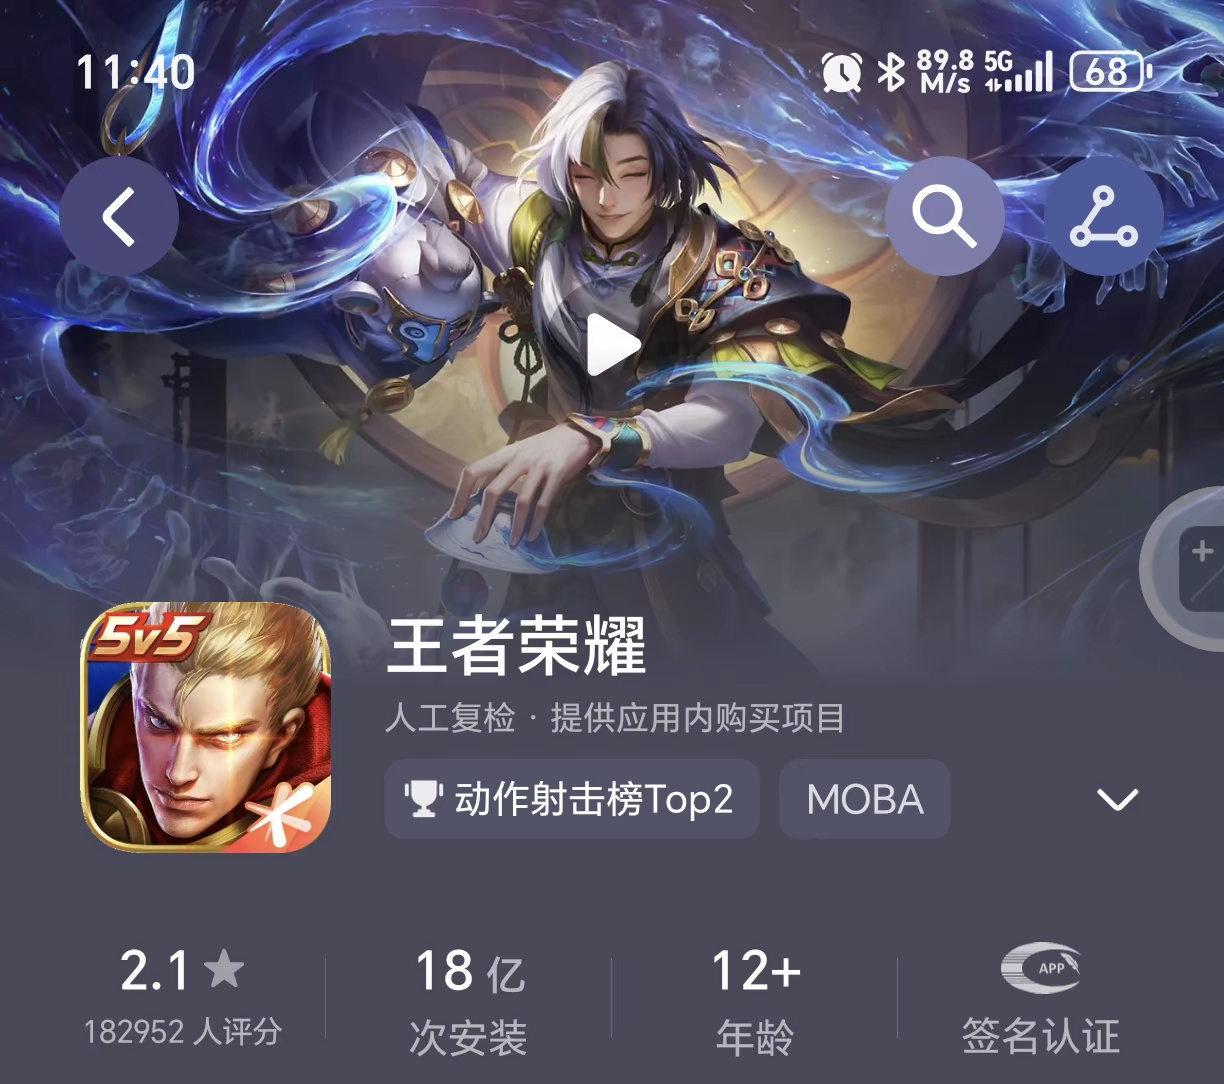 11:40
89.8 M/s 5G 68
5v5
王者荣耀
人工复检 · 提供应用内购买项目
动作射击榜Top2
MOBA
2.1 18 亿 12+ APP
182952 人评分 次安装 年龄 签名认证